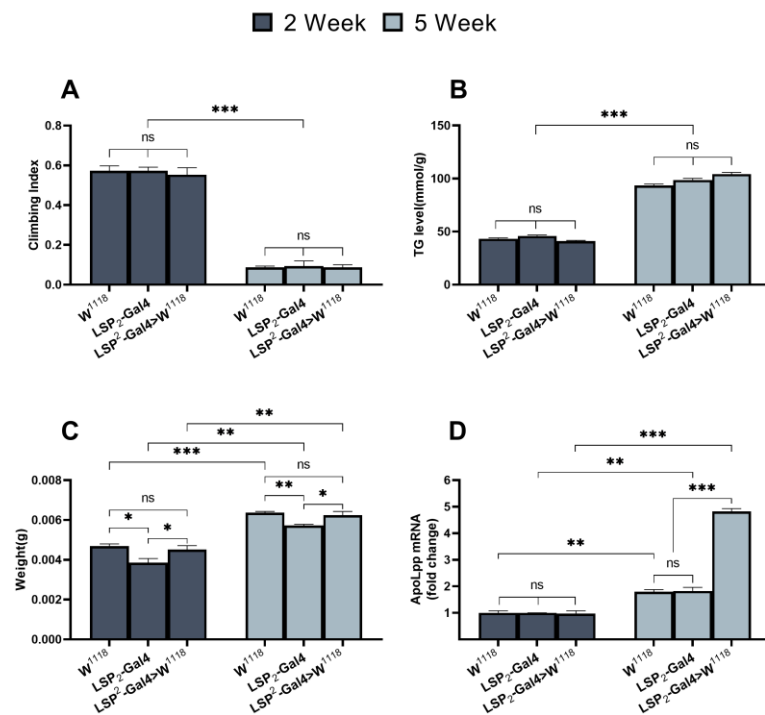 2 Week 5 Week
A
***
ns
ns
Climbing Index
0.8
0.6
0.4
0.2
0.0
W1118
LSP2-Gal4
LSP2-Gal4>W1118
W1118
LSP2-Gal4
LSP2-Gal4>W1118
B
***
ns
ns
TG level(mmol/g)
150
100
50
0
W1118
LSP2-Gal4
LSP2-Gal4>W1118
W1118
LSP2-Gal4
LSP2-Gal4>W1118
C
**
**
***
ns
ns
** *
* *
Weight(g)
0.008
0.006
0.004
0.002
0.000
W1118
LSP2-Gal4
LSP2-Gal4>W1118
W1118
LSP2-Gal4
LSP2-Gal4>W1118
D
***
**
***
**
ns
ns
ApoLpp mRNA
(fold change)
6
5
4
3
2
1
W1118
LSP2-Gal4
LSP2-Gal4>W1118
W1118
LSP2-Gal4
LSP2-Gal4>W1118